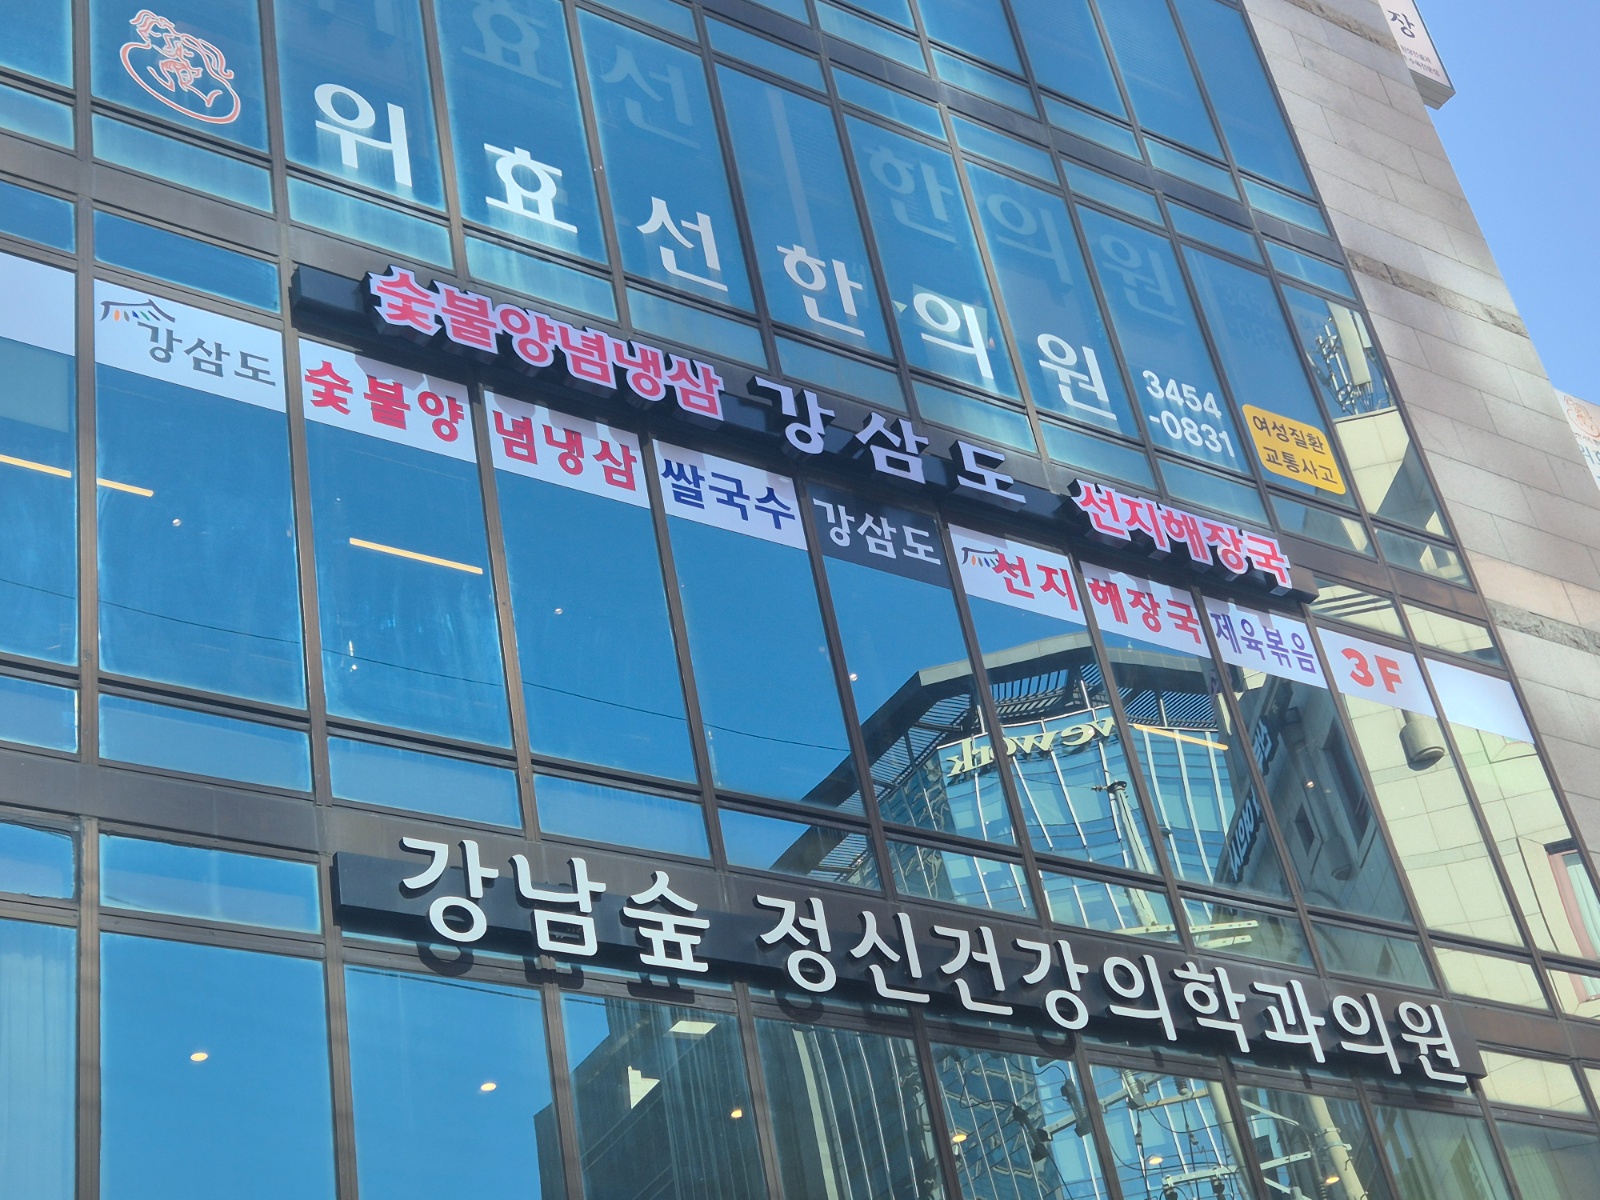 장
위효선한의원
3454
-0831
여성질환
교통사고
숯불양념냉삼 강삼도 선지해장국
강삼도 숯불양념냉삼 쌀국수 강삼도 선지해장국 제육볶음 3F
wework
강남숲 정신건강의학과의원